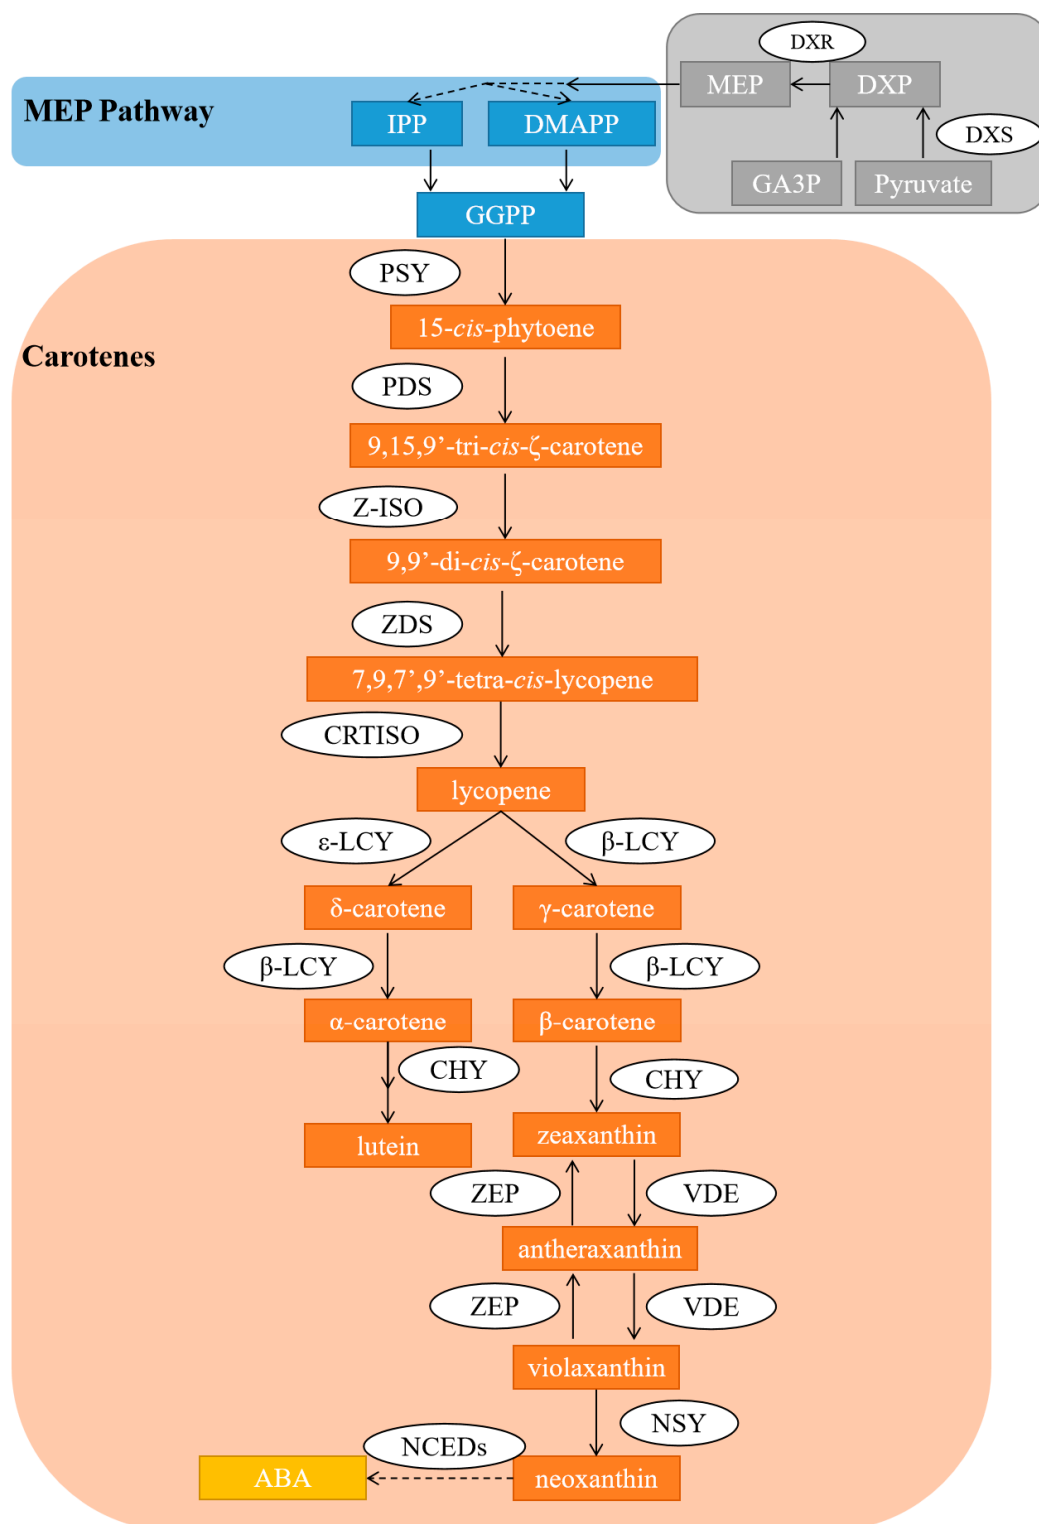 DXR
MEP
DXP
MEP Pathway
IPP
DMAPP
DXS
GA3P
Pyruvate
GGPP
PSY
15-cis-phytoene
Carotenes
PDS
9,15,9’-tri-cis-ζ-carotene
Z-ISO
9,9’-di-cis-ζ-carotene
ZDS
7,9,7’,9’-tetra-cis-lycopene
CRTISO
lycopene
ε-LCY
β-LCY
δ-carotene
γ-carotene
β-LCY
β-LCY
α-carotene
β-carotene
CHY
CHY
lutein
zeaxanthin
ZEP
VDE
antheraxanthin
ZEP
VDE
violaxanthin
NSY
NCEDs
ABA
neoxanthin